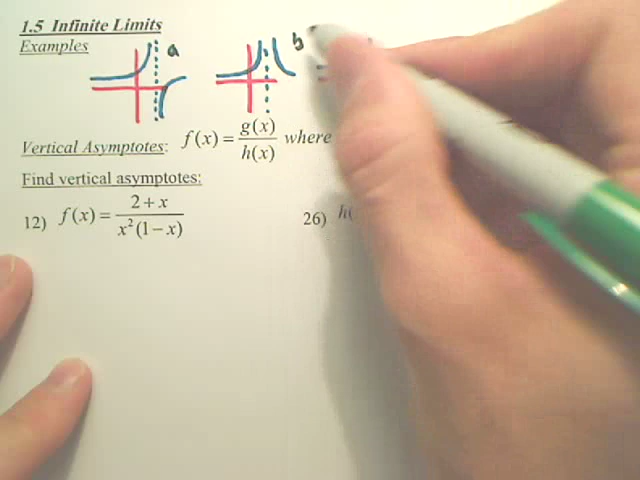 1.5 Infinite Limits
Examples
a
b
Vertical Asymptotes: f(x) = g(x)/h(x) where
Find vertical asymptotes:
12) f(x) = (2 + x)/(x²(1 − x))
26) h(